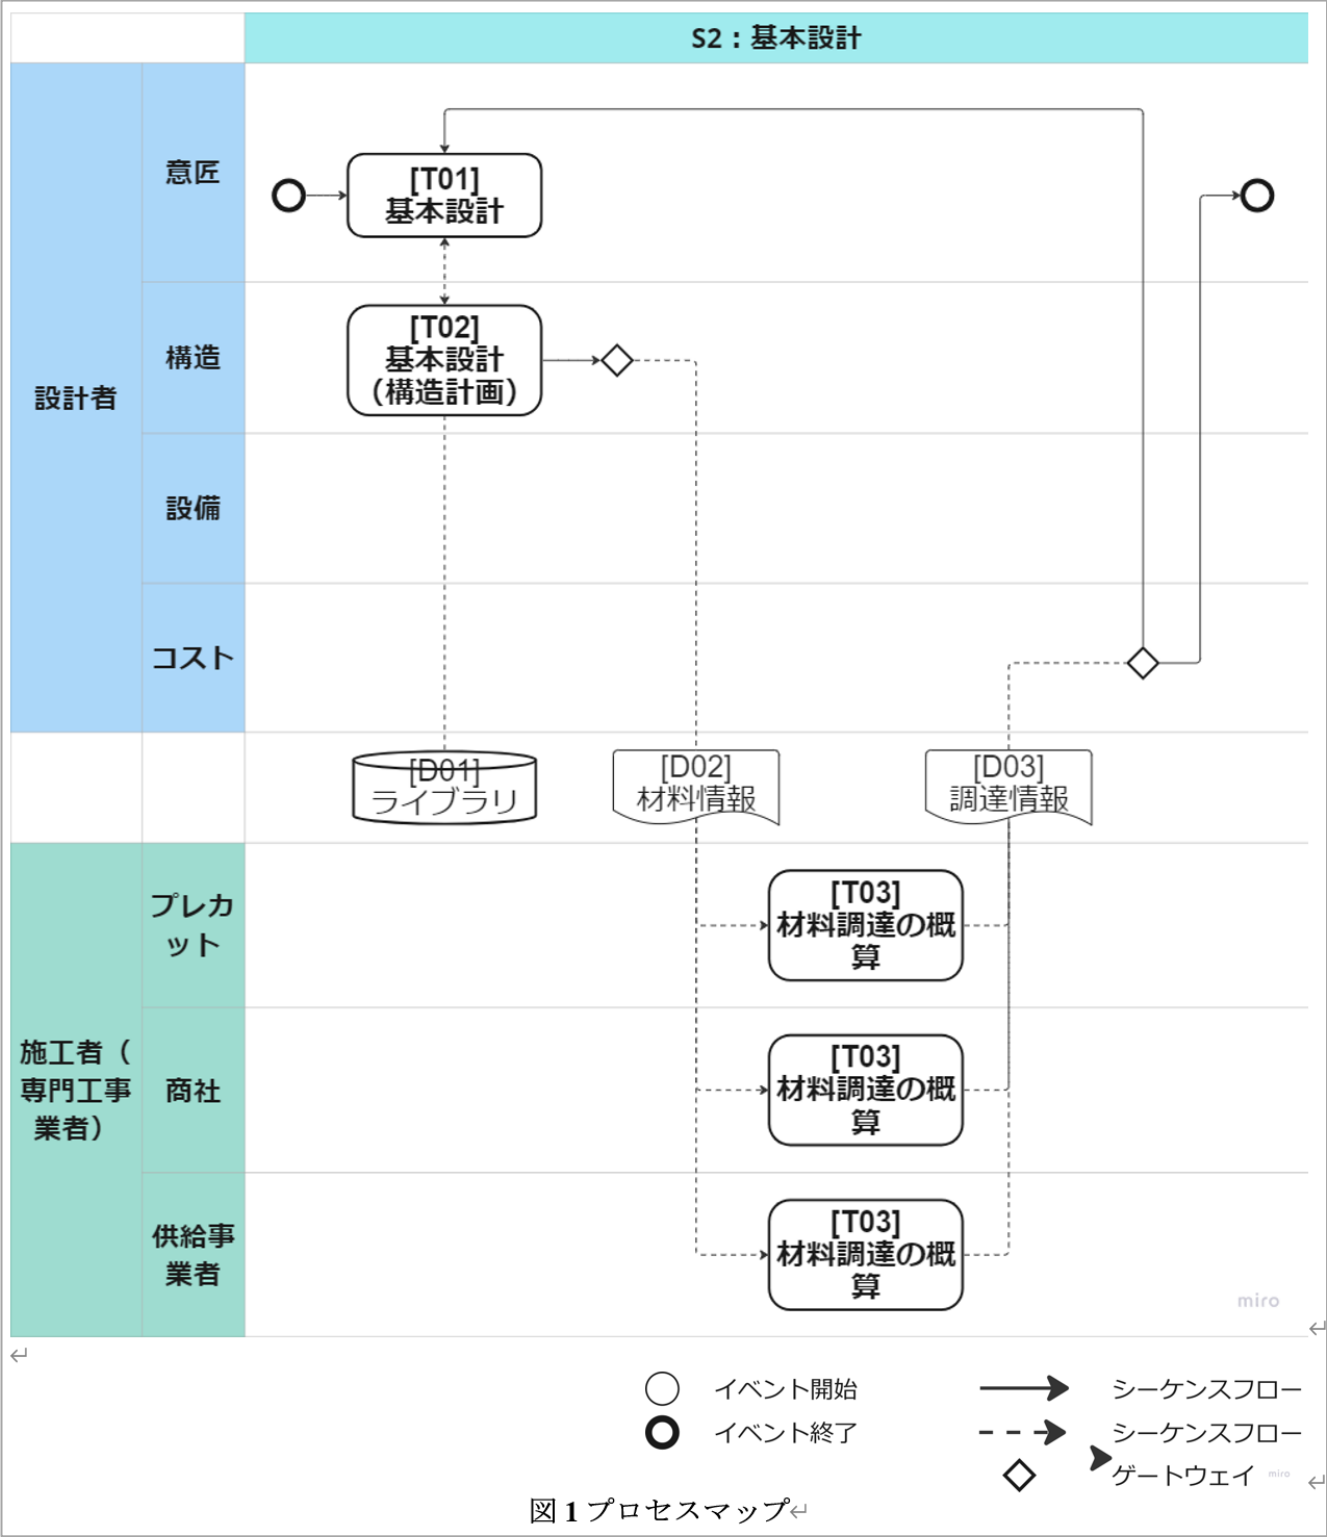 S2：基本設計
設計者
意匠
[T01]
基本設計
構造
[T02]
基本設計
（構造計画）
設備
コスト
[D01]
ライブラリ
[D02]
材料情報
[D03]
調達情報
施工者（
専門工事
業者）
プレカ
ット
[T03]
材料調達の概
算
商社
[T03]
材料調達の概
算
供給事
業者
[T03]
材料調達の概
算
miro
イベント開始
シーケンスフロー
イベント終了
シーケンスフロー
ゲートウェイ
miro
図 1 プロセスマップ